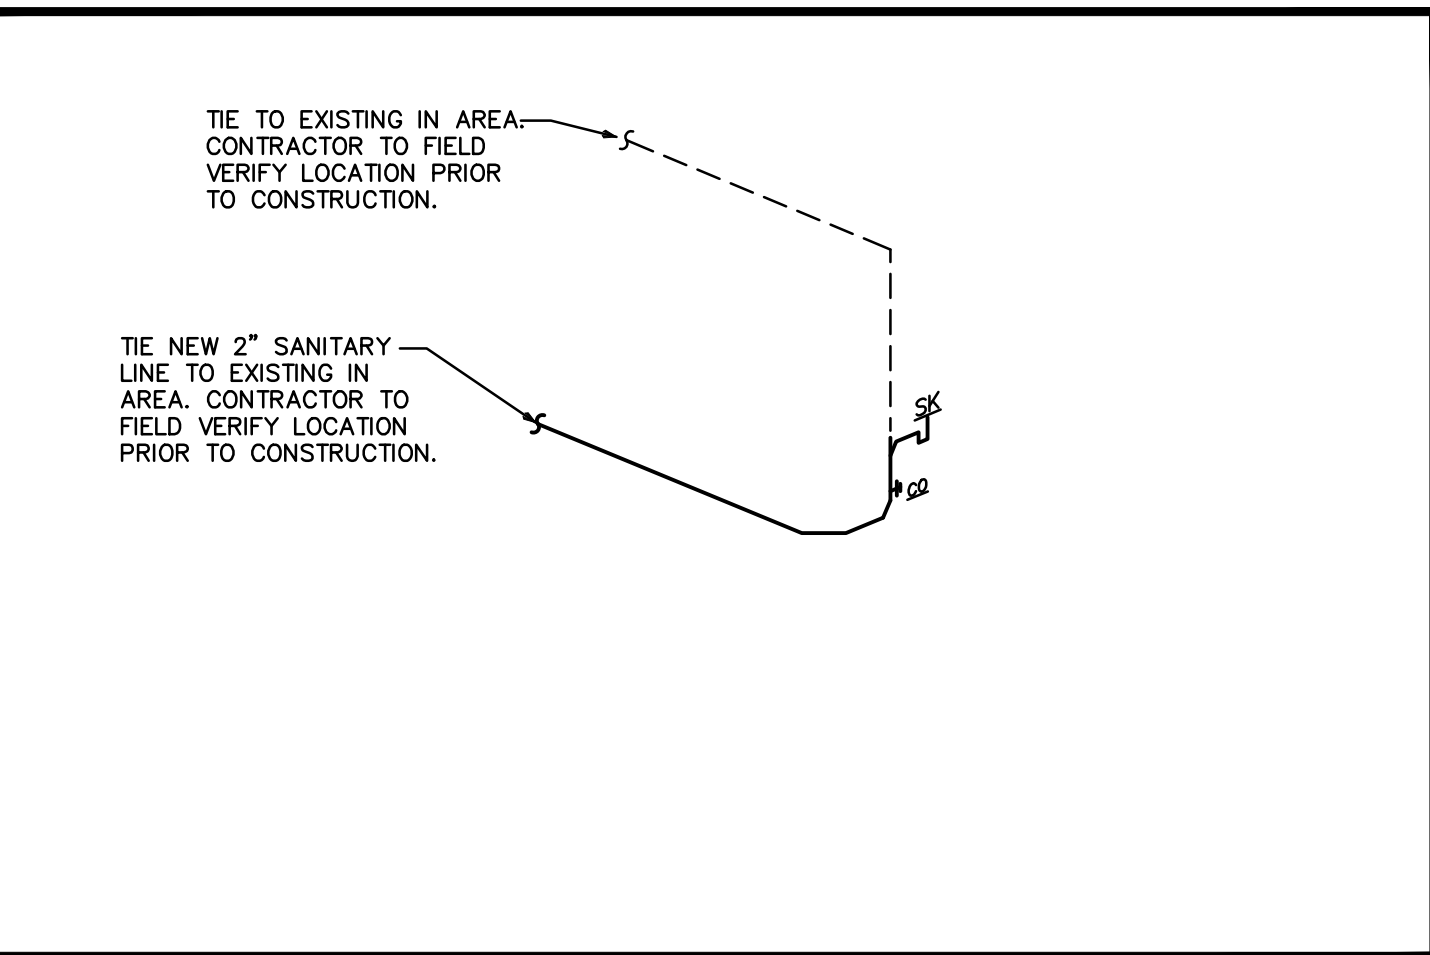 TIE TO EXISTING IN AREA.
CONTRACTOR TO FIELD
VERIFY LOCATION PRIOR
TO CONSTRUCTION.
TIE NEW 2" SANITARY
LINE TO EXISTING IN
AREA. CONTRACTOR TO
FIELD VERIFY LOCATION
PRIOR TO CONSTRUCTION.
SK
CO